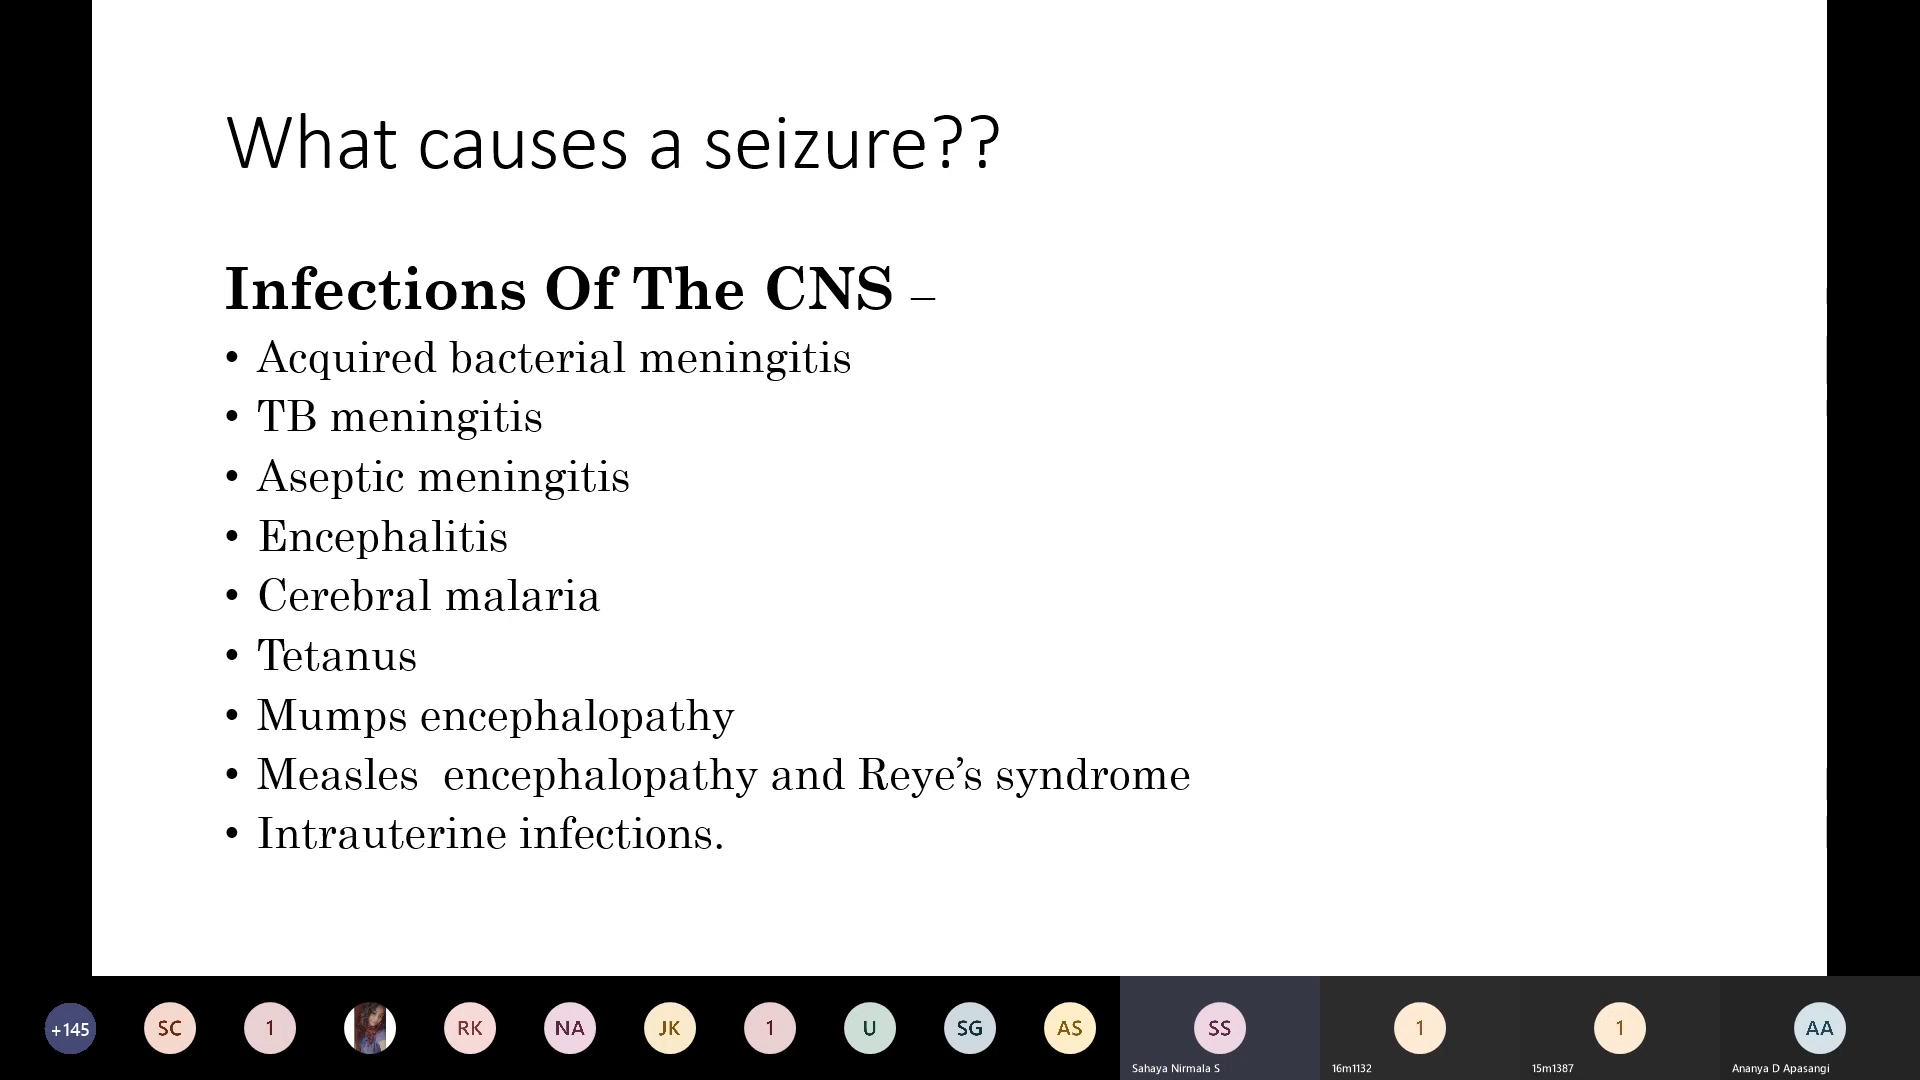 What causes a seizure??
Infections Of The CNS –
• Acquired bacterial meningitis
• TB meningitis
• Aseptic meningitis
• Encephalitis
• Cerebral malaria
• Tetanus
• Mumps encephalopathy
• Measles  encephalopathy and Reye’s syndrome
• Intrauterine infections.
+145
SC
1
RK
NA
JK
1
U
SG
AS
SS
1
1
AA
Sahaya Nirmala S
16m1132
15m1387
Ananya D Apasangi